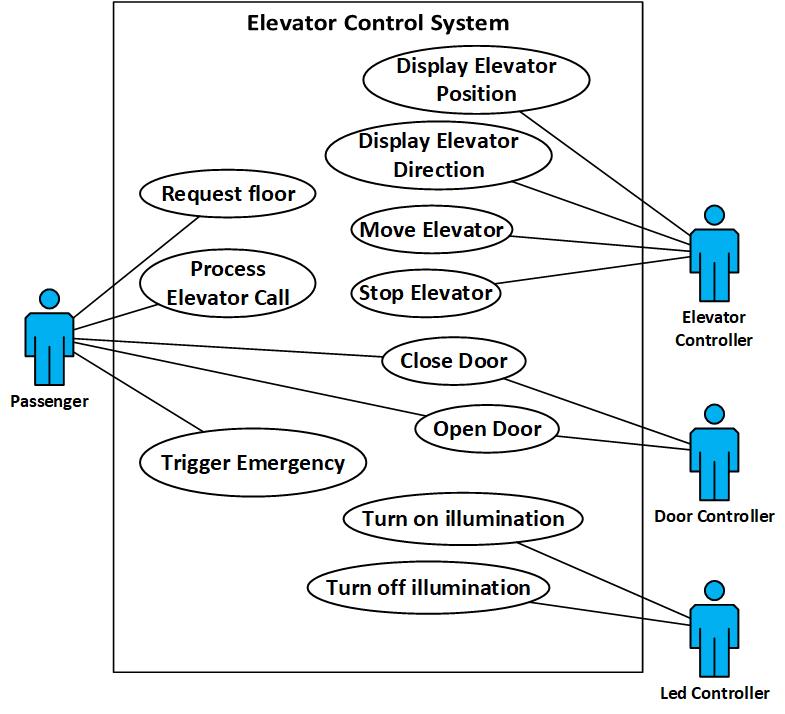 Elevator Control System
Display Elevator
Position
Display Elevator
Direction
Request floor
Move Elevator
Process
Elevator Call
Stop Elevator
Elevator
Controller
Close Door
Passenger
Open Door
Trigger Emergency
Door Controller
Turn on illumination
Turn off illumination
Led Controller